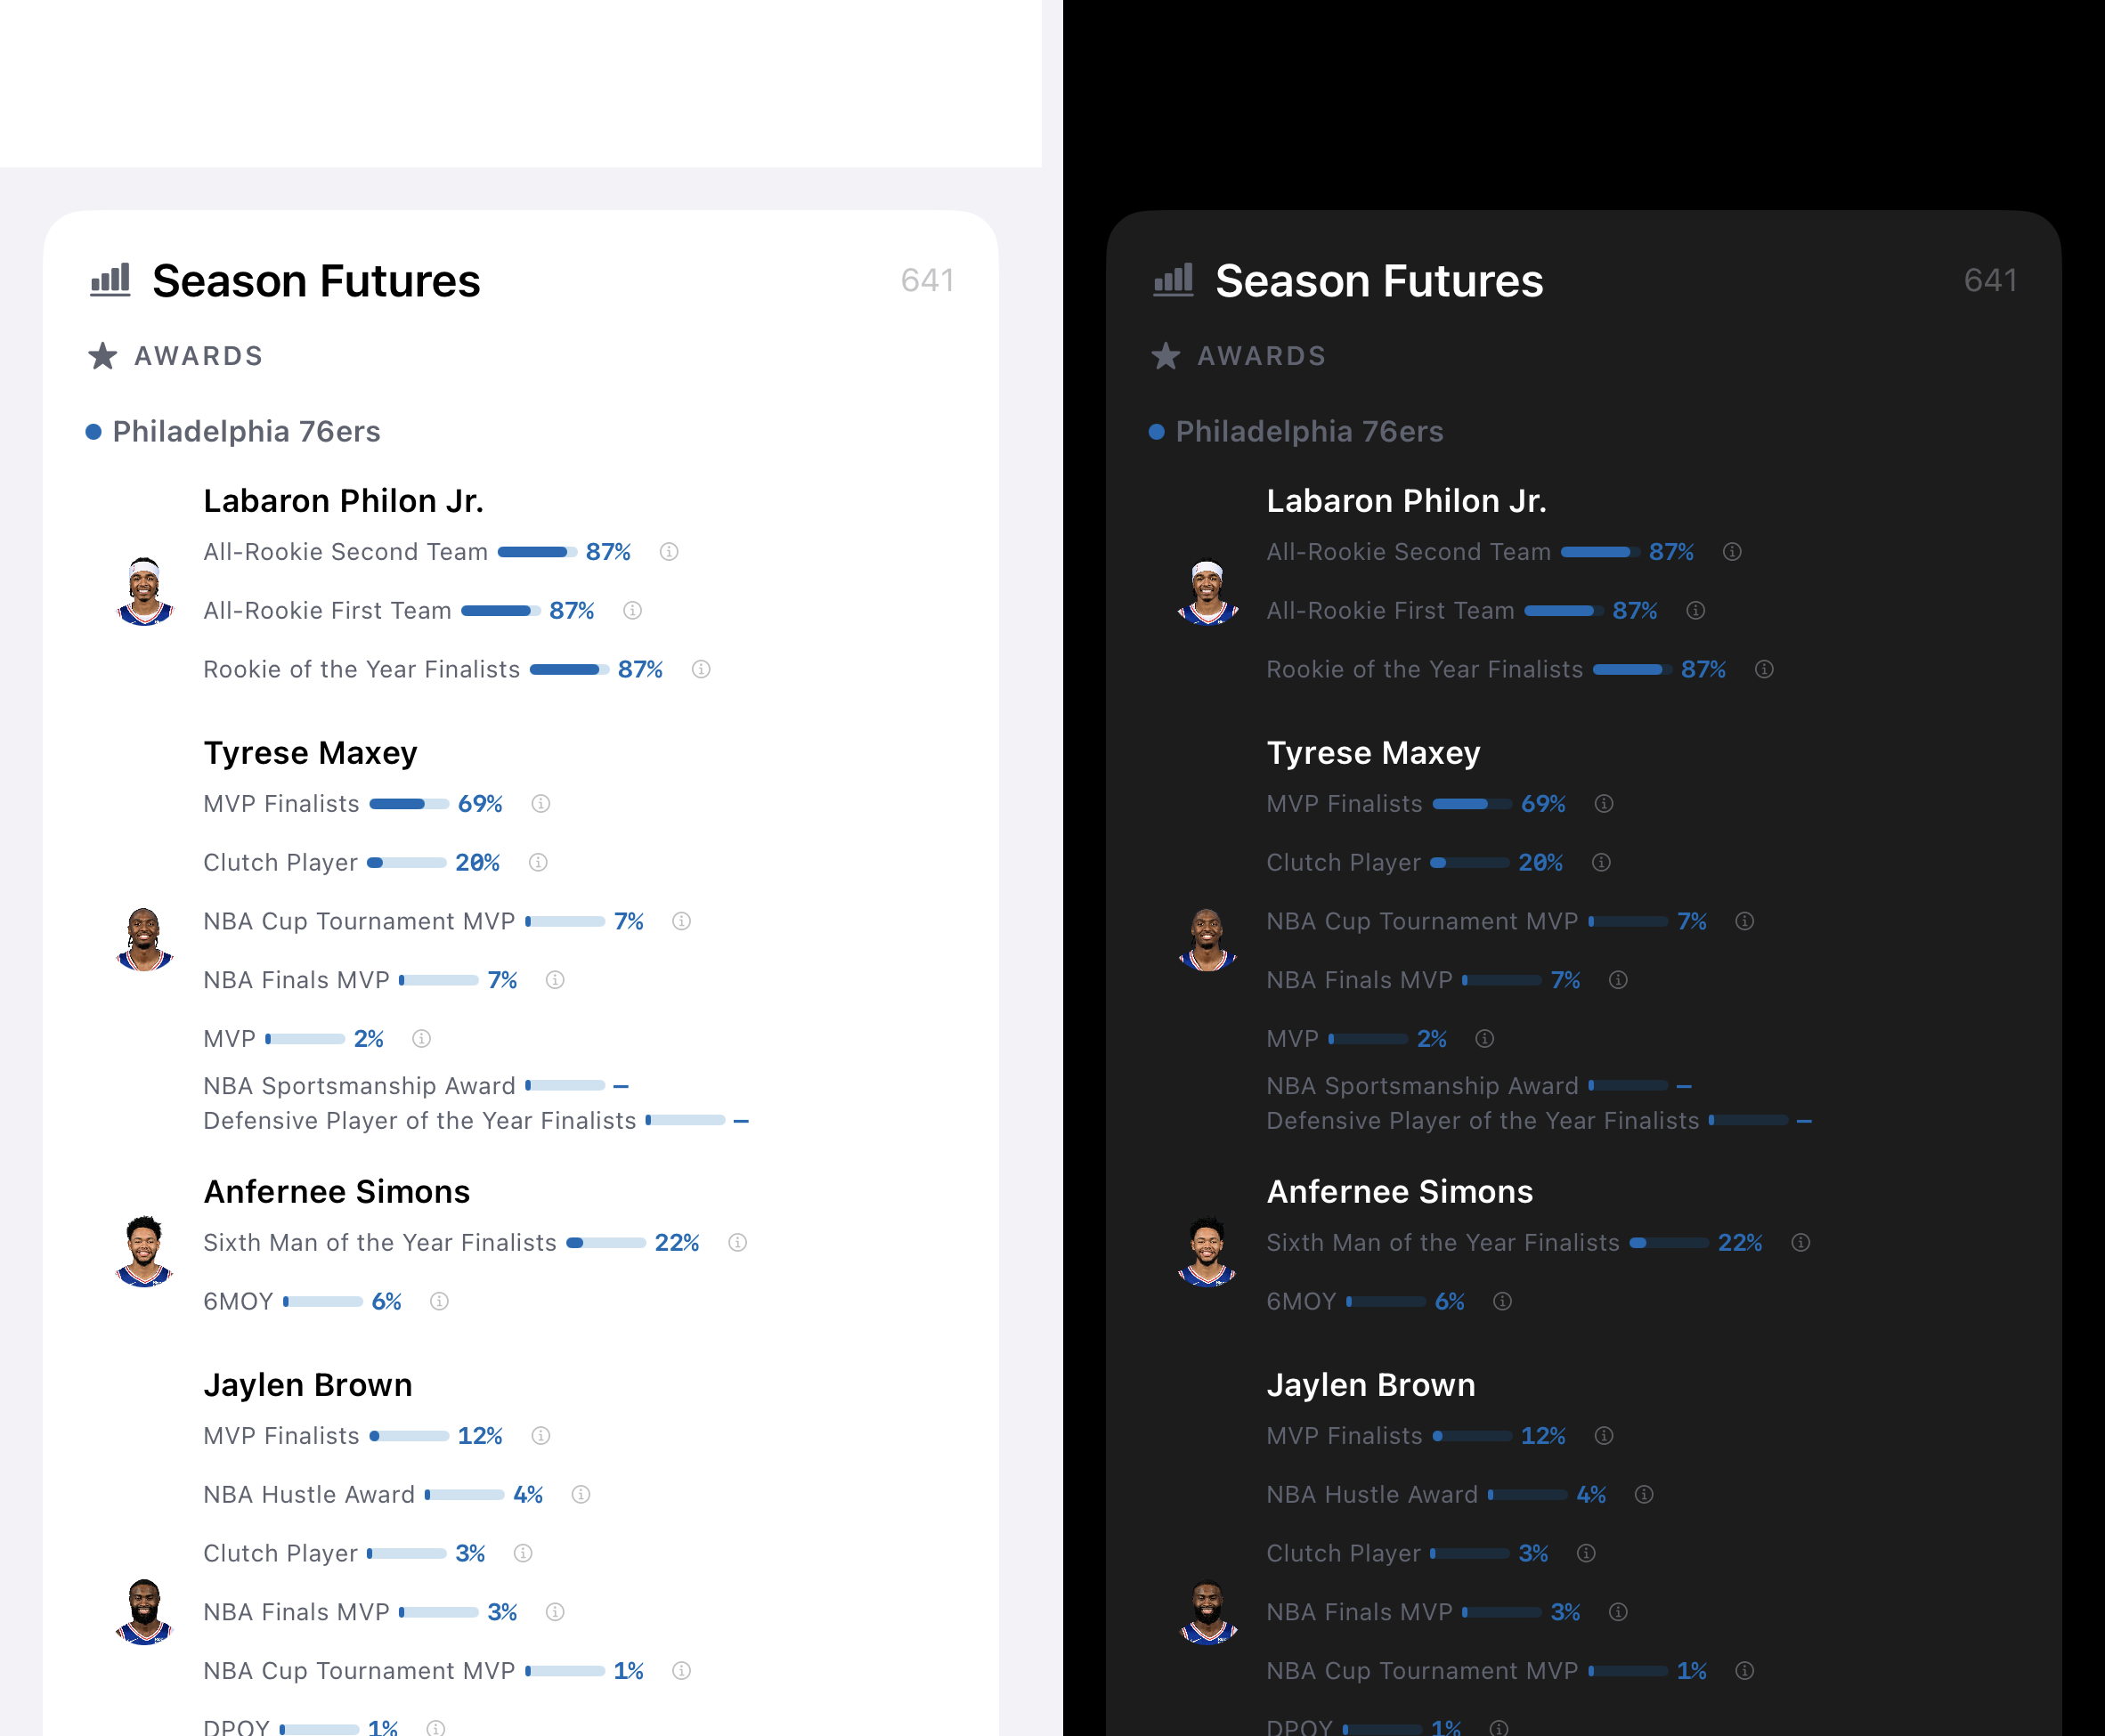 Season Futures 641
AWARDS
Philadelphia 76ers
Labaron Philon Jr.
All-Rookie Second Team 87%
All-Rookie First Team 87%
Rookie of the Year Finalists 87%
Tyrese Maxey
MVP Finalists 69%
Clutch Player 20%
NBA Cup Tournament MVP 7%
NBA Finals MVP 7%
MVP 2%
NBA Sportsmanship Award –
Defensive Player of the Year Finalists –
Anfernee Simons
Sixth Man of the Year Finalists 22%
6MOY 6%
Jaylen Brown
MVP Finalists 12%
NBA Hustle Award 4%
Clutch Player 3%
NBA Finals MVP 3%
NBA Cup Tournament MVP 1%
DPOY 1%
Season Futures 641
AWARDS
Philadelphia 76ers
Labaron Philon Jr.
All-Rookie Second Team 87%
All-Rookie First Team 87%
Rookie of the Year Finalists 87%
Tyrese Maxey
MVP Finalists 69%
Clutch Player 20%
NBA Cup Tournament MVP 7%
NBA Finals MVP 7%
MVP 2%
NBA Sportsmanship Award –
Defensive Player of the Year Finalists –
Anfernee Simons
Sixth Man of the Year Finalists 22%
6MOY 6%
Jaylen Brown
MVP Finalists 12%
NBA Hustle Award 4%
Clutch Player 3%
NBA Finals MVP 3%
NBA Cup Tournament MVP 1%
DPOY 1%